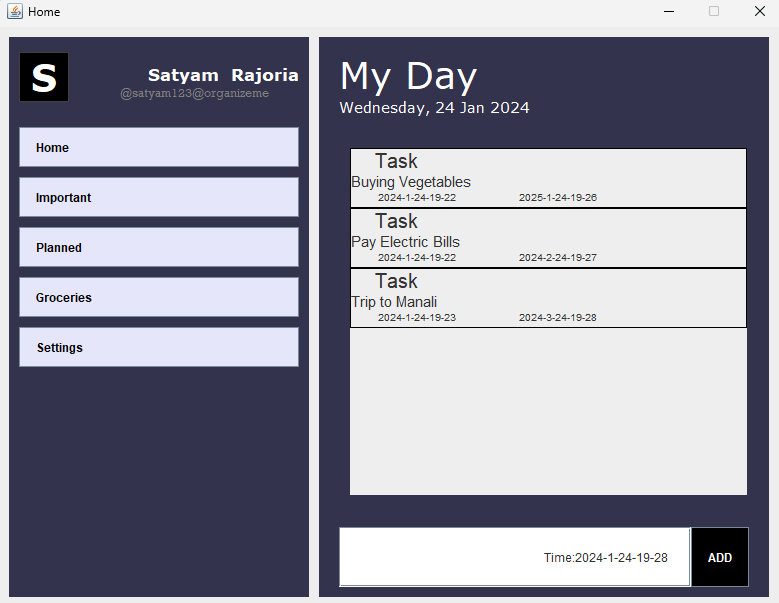 Home
S
Satyam Rajoria
@satyam123@organizeme
Home
Important
Planned
Groceries
Settings
My Day
Wednesday, 24 Jan 2024
Task
Buying Vegetables
2024-1-24-19-22 2025-1-24-19-26
Task
Pay Electric Bills
2024-1-24-19-22 2024-2-24-19-27
Task
Trip to Manali
2024-1-24-19-23 2024-3-24-19-28
Time:2024-1-24-19-28 ADD